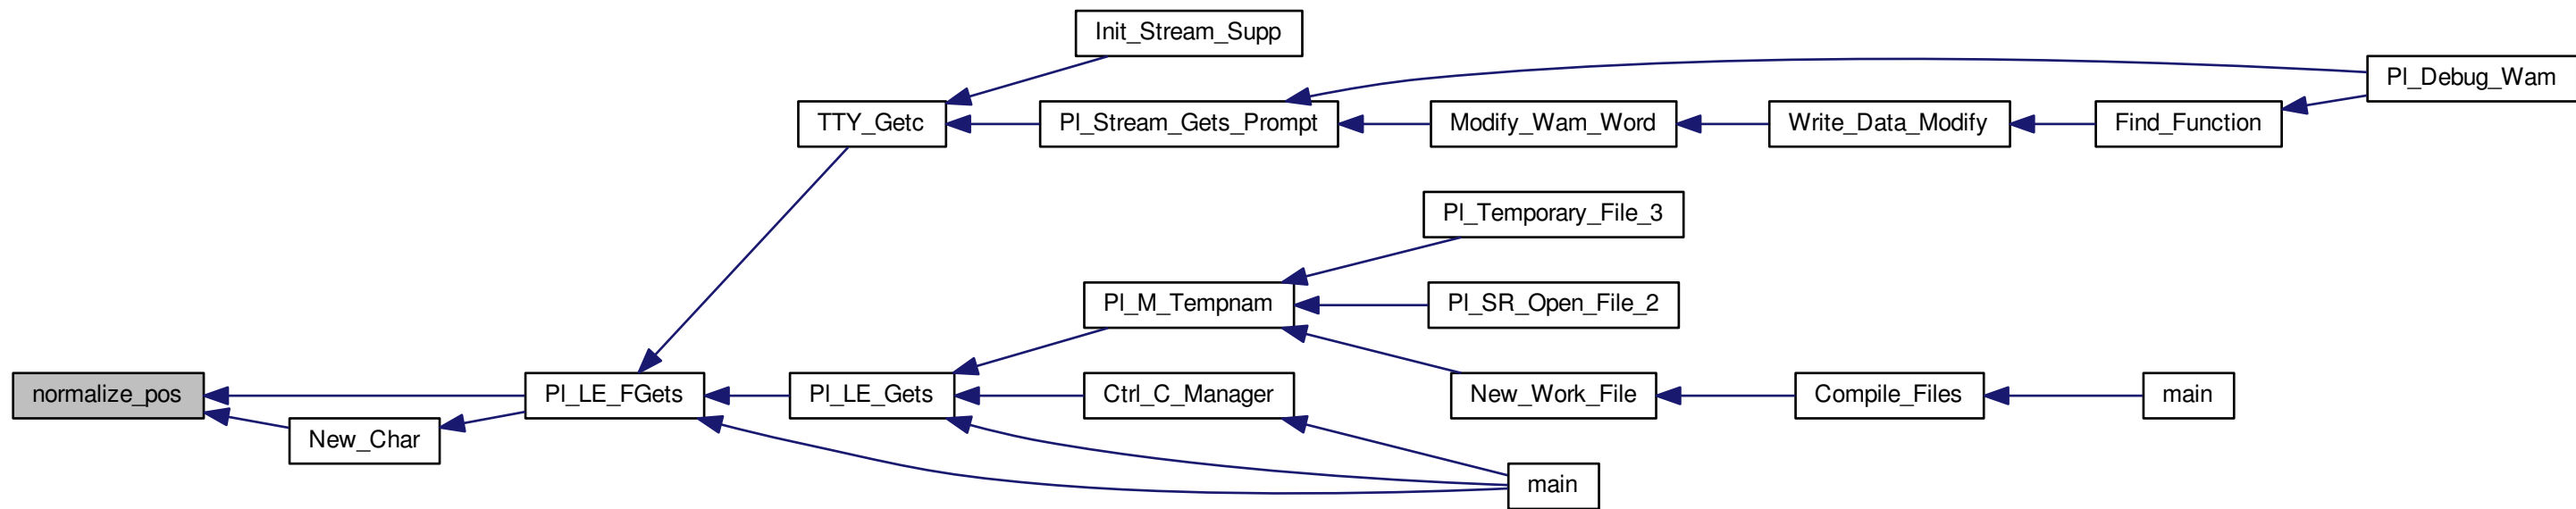 Init_Stream_Supp
Pl_Debug_Wam
TTY_Getc
Pl_Stream_Gets_Prompt
Modify_Wam_Word
Write_Data_Modify
Find_Function
Pl_Temporary_File_3
Pl_M_Tempnam
Pl_SR_Open_File_2
normalize_pos
Pl_LE_FGets
Pl_LE_Gets
Ctrl_C_Manager
New_Work_File
Compile_Files
main
New_Char
main